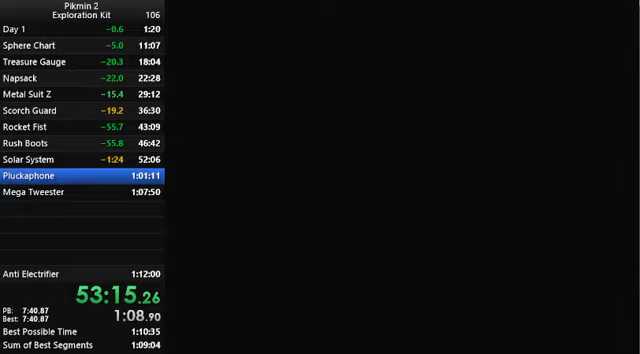 Pikmin 2
Exploration Kit 106
Day 1 −0.6 1:20
Sphere Chart −5.0 11:07
Treasure Gauge −20.3 18:04
Napsack −22.0 22:28
Metal Suit Z −15.4 29:12
Scorch Guard −19.2 36:30
Rocket Fist −55.7 43:09
Rush Boots −55.8 46:42
Solar System −1:24 52:06
Pluckaphone 1:01:11
Mega Tweester 1:07:50
Anti Electrifier 1:12:00
53:15.26
PB: 7:40.87
Best: 7:40.87 1:08.90
Best Possible Time 1:10:35
Sum of Best Segments 1:09:04